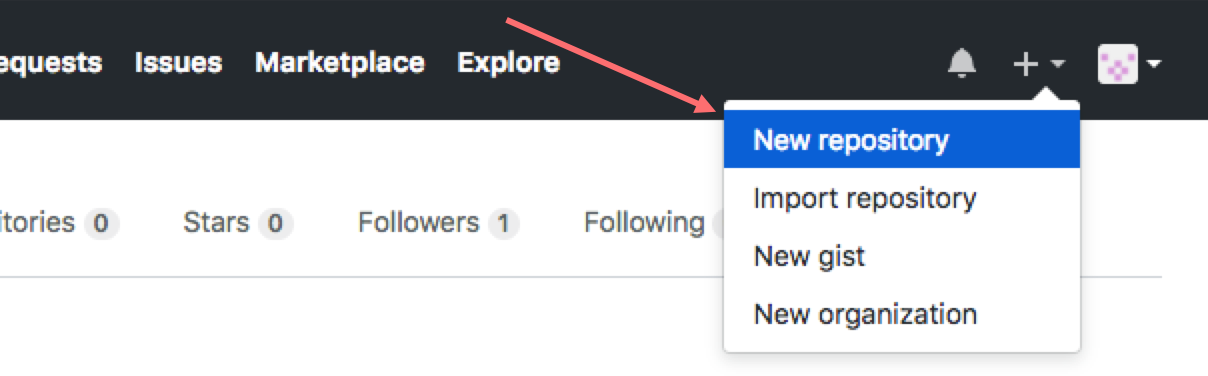 equests Issues Marketplace Explore
New repository
Import repository
New gist
New organization
itories 0 Stars 0 Followers 1 Following